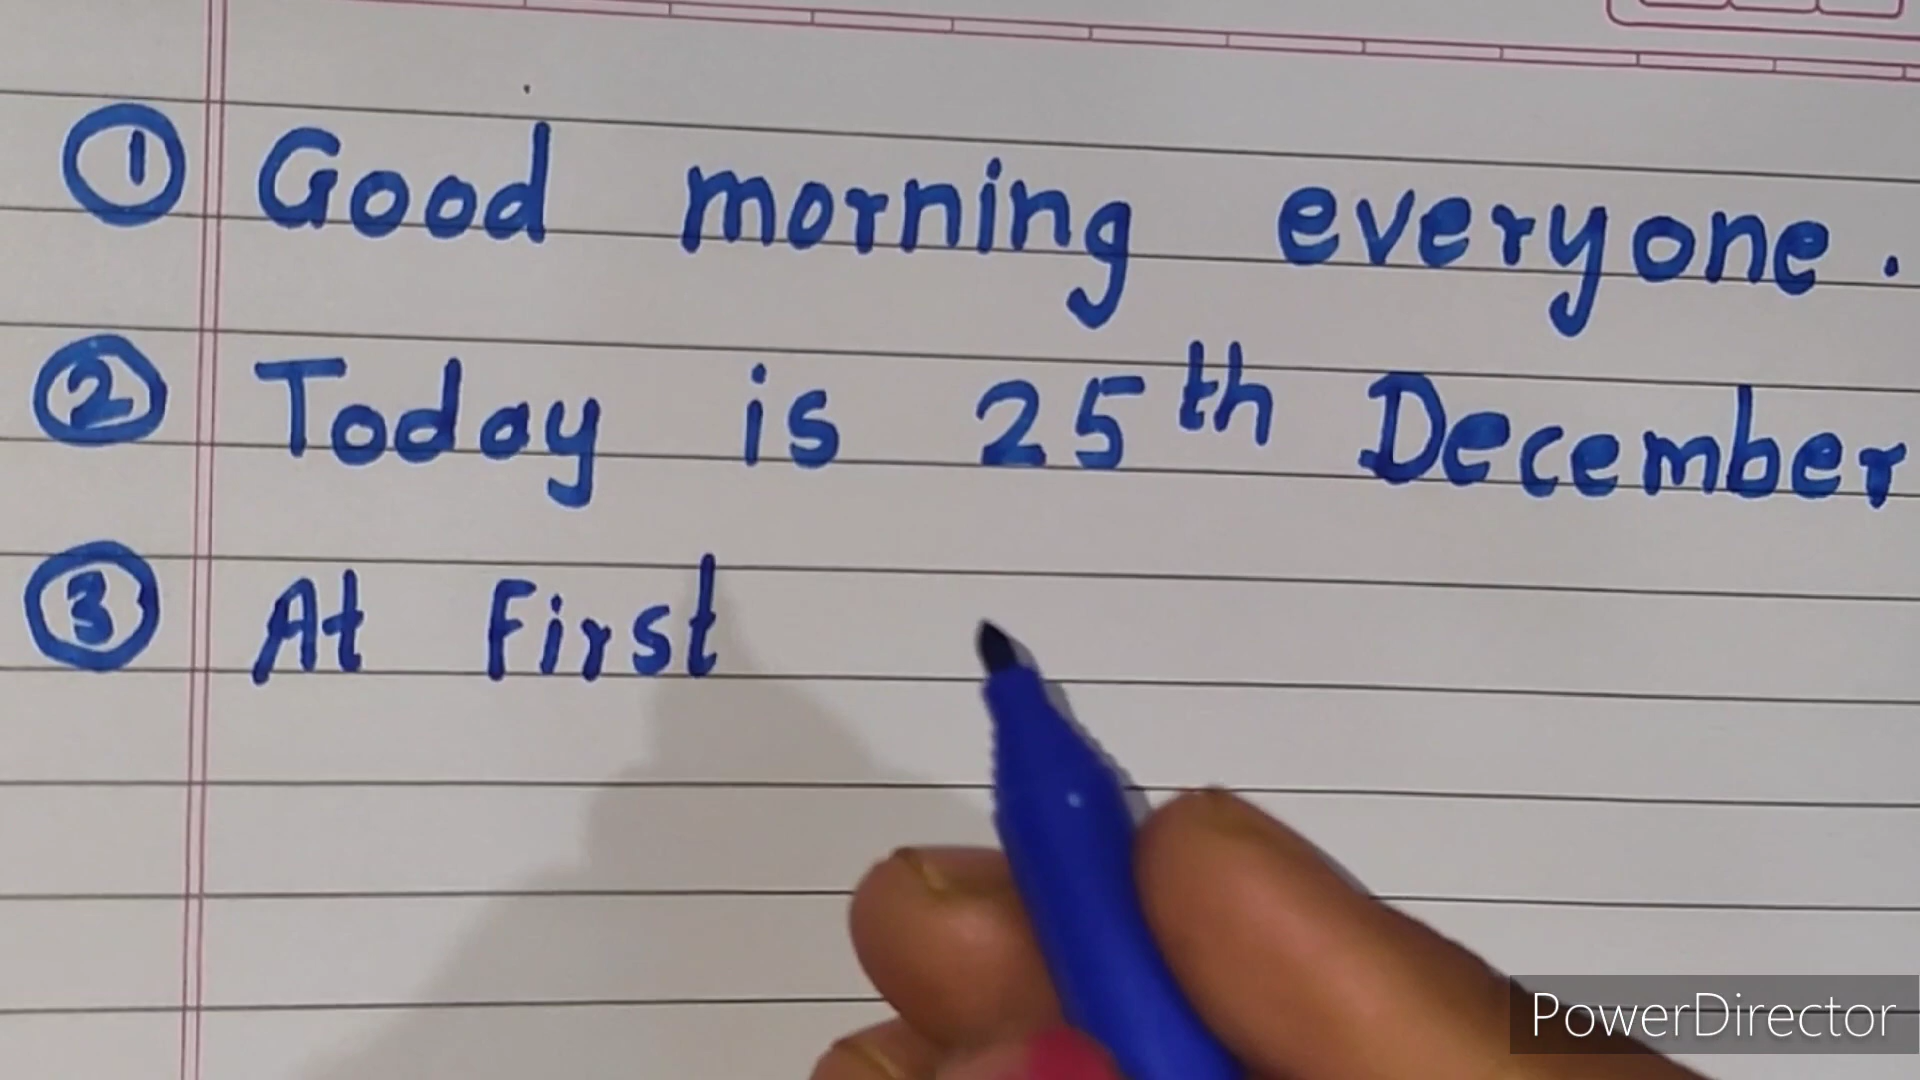 ① Good morning everyone.
② Today is 25th December
③ At First
PowerDirector